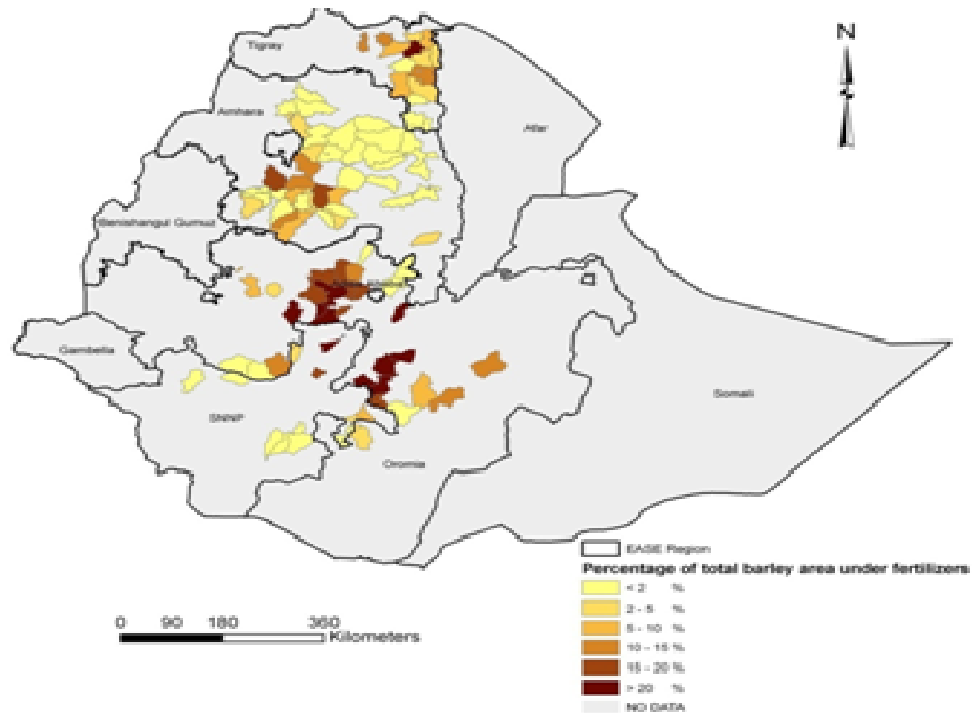 N
Tigray
Amhara
Afar
Benishangul Gumuz
Gambella
Somali
SNNP
Oromia
EASE Region
Percentage of total barley area under fertilizers
< 2 %
2 - 5 %
5 - 10 %
10 - 15 %
15 - 20 %
> 20 %
NO DATA
0 90 180 360
Kilometers